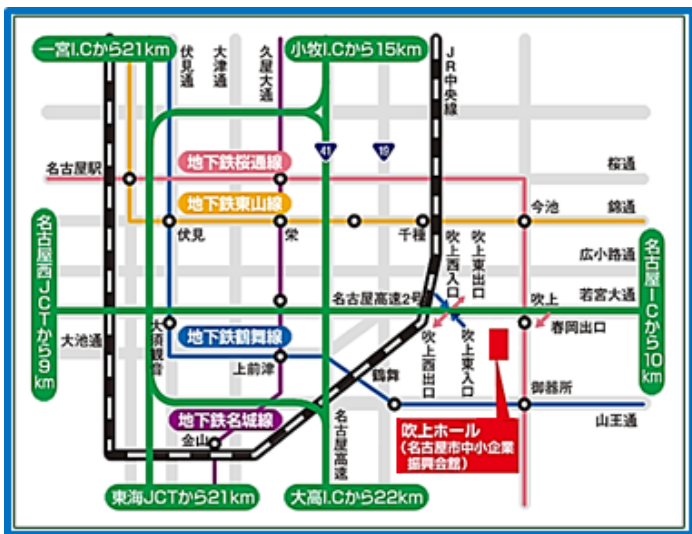 一宮I.Cから21km
伏見通
大津通
久屋大通
小牧I.Cから15km
JR中央線
41
19
名古屋駅
地下鉄桜通線
桜通
地下鉄東山線
伏見
栄
千種
今池
錦通
名古屋西JCTから9km
吹上西入口
吹上東出口
広小路通
名古屋ICから10km
名古屋高速2号
吹上
若宮大通
大池通
大須観音
地下鉄鶴舞線
上前津
鶴舞
吹上西出口
吹上東入口
春岡出口
御器所
山王通
地下鉄名城線
金山
名古屋高速
吹上ホール
(名古屋市中小企業
振興会館)
東海JCTから21km
大高I.Cから22km